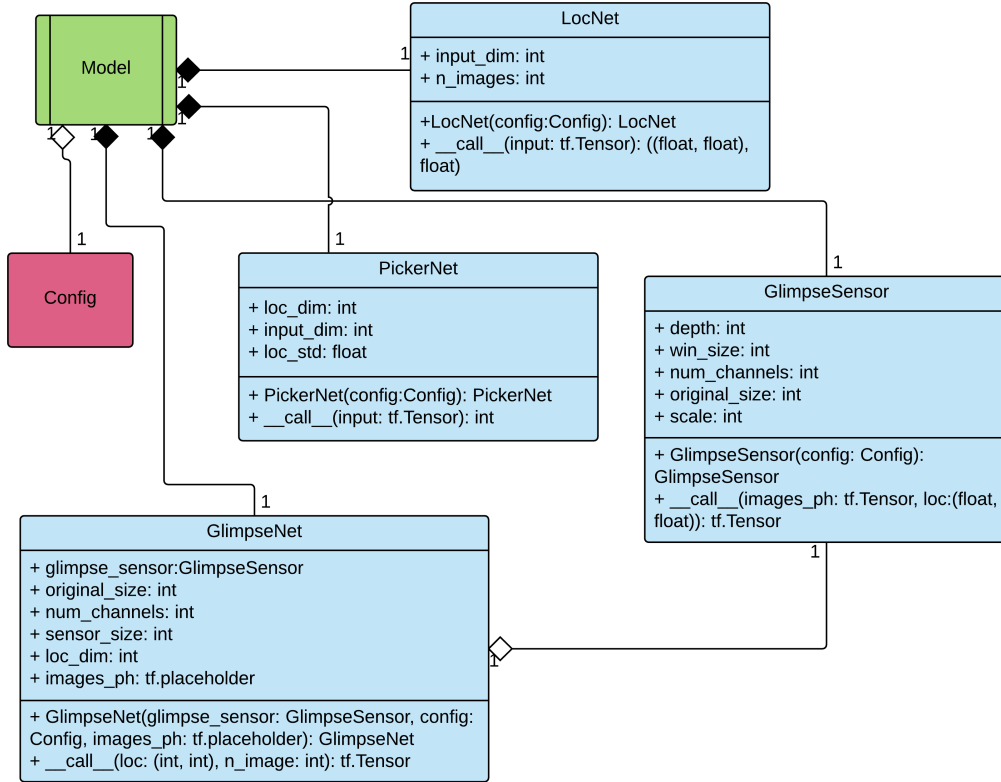 LocNet
+ input_dim: int
+ n_images: int
+LocNet(config:Config): LocNet
+ __call__(input: tf.Tensor): ((float, float),
float)
Model
1
1
1
1
1
1
1
1
Config
1
PickerNet
+ loc_dim: int
+ input_dim: int
+ loc_std: float
+ PickerNet(config:Config): PickerNet
+ __call__(input: tf.Tensor): int
1
GlimpseSensor
+ depth: int
+ win_size: int
+ num_channels: int
+ original_size: int
+ scale: int
+ GlimpseSensor(config: Config):
GlimpseSensor
+ __call__(images_ph: tf.Tensor, loc:(float,
float)): tf.Tensor
1
1
GlimpseNet
+ glimpse_sensor:GlimpseSensor
+ original_size: int
+ num_channels: int
+ sensor_size: int
+ loc_dim: int
+ images_ph: tf.placeholder
+ GlimpseNet(glimpse_sensor: GlimpseSensor, config:
Config, images_ph: tf.placeholder): GlimpseNet
+ __call__(loc: (int, int), n_image: int): tf.Tensor